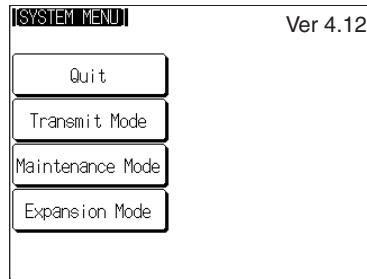 SYSTEM MENU
Ver 4.12
Quit
Transmit Mode
Maintenance Mode
Expansion Mode